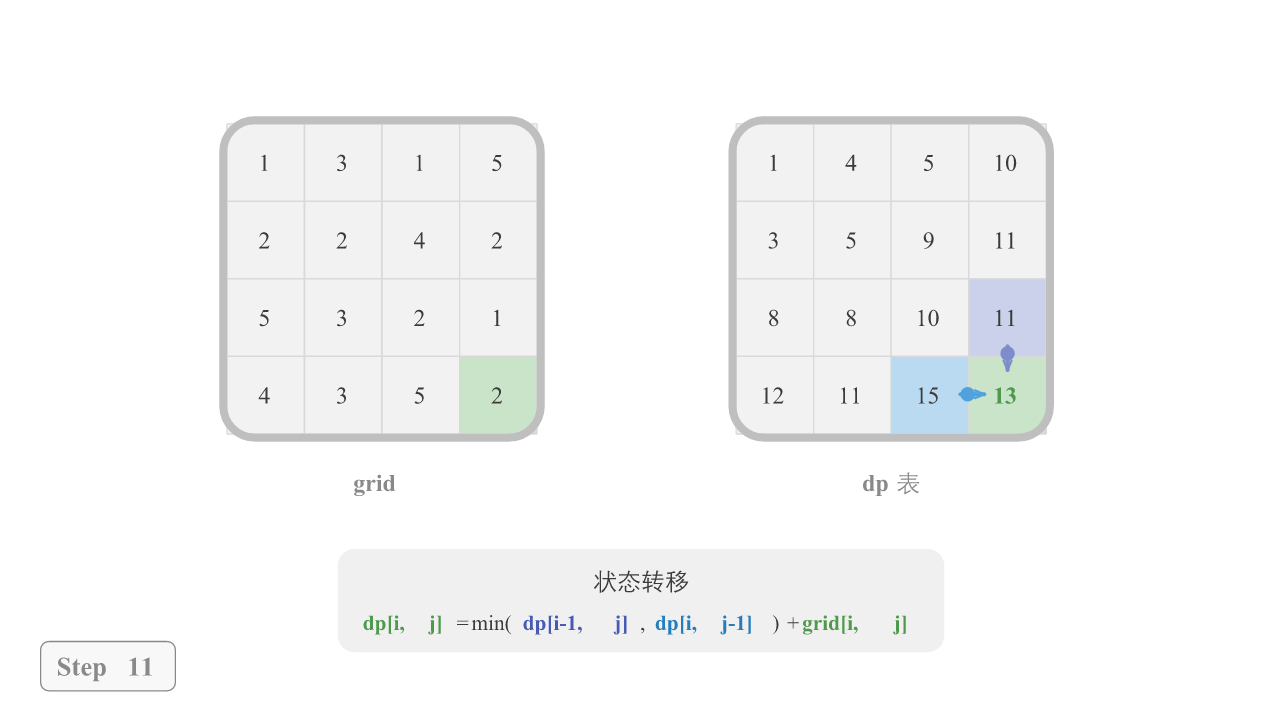 1 3 1 5 1 4 5 10
2 2 4 2 3 5 9 11
5 3 2 1 8 8 10 11
4 3 5 2 12 11 15 13
grid dp 表
状态转移
dp[i, j] =min( dp[i-1, j] , dp[i, j-1] ) +grid[i, j]
Step 11